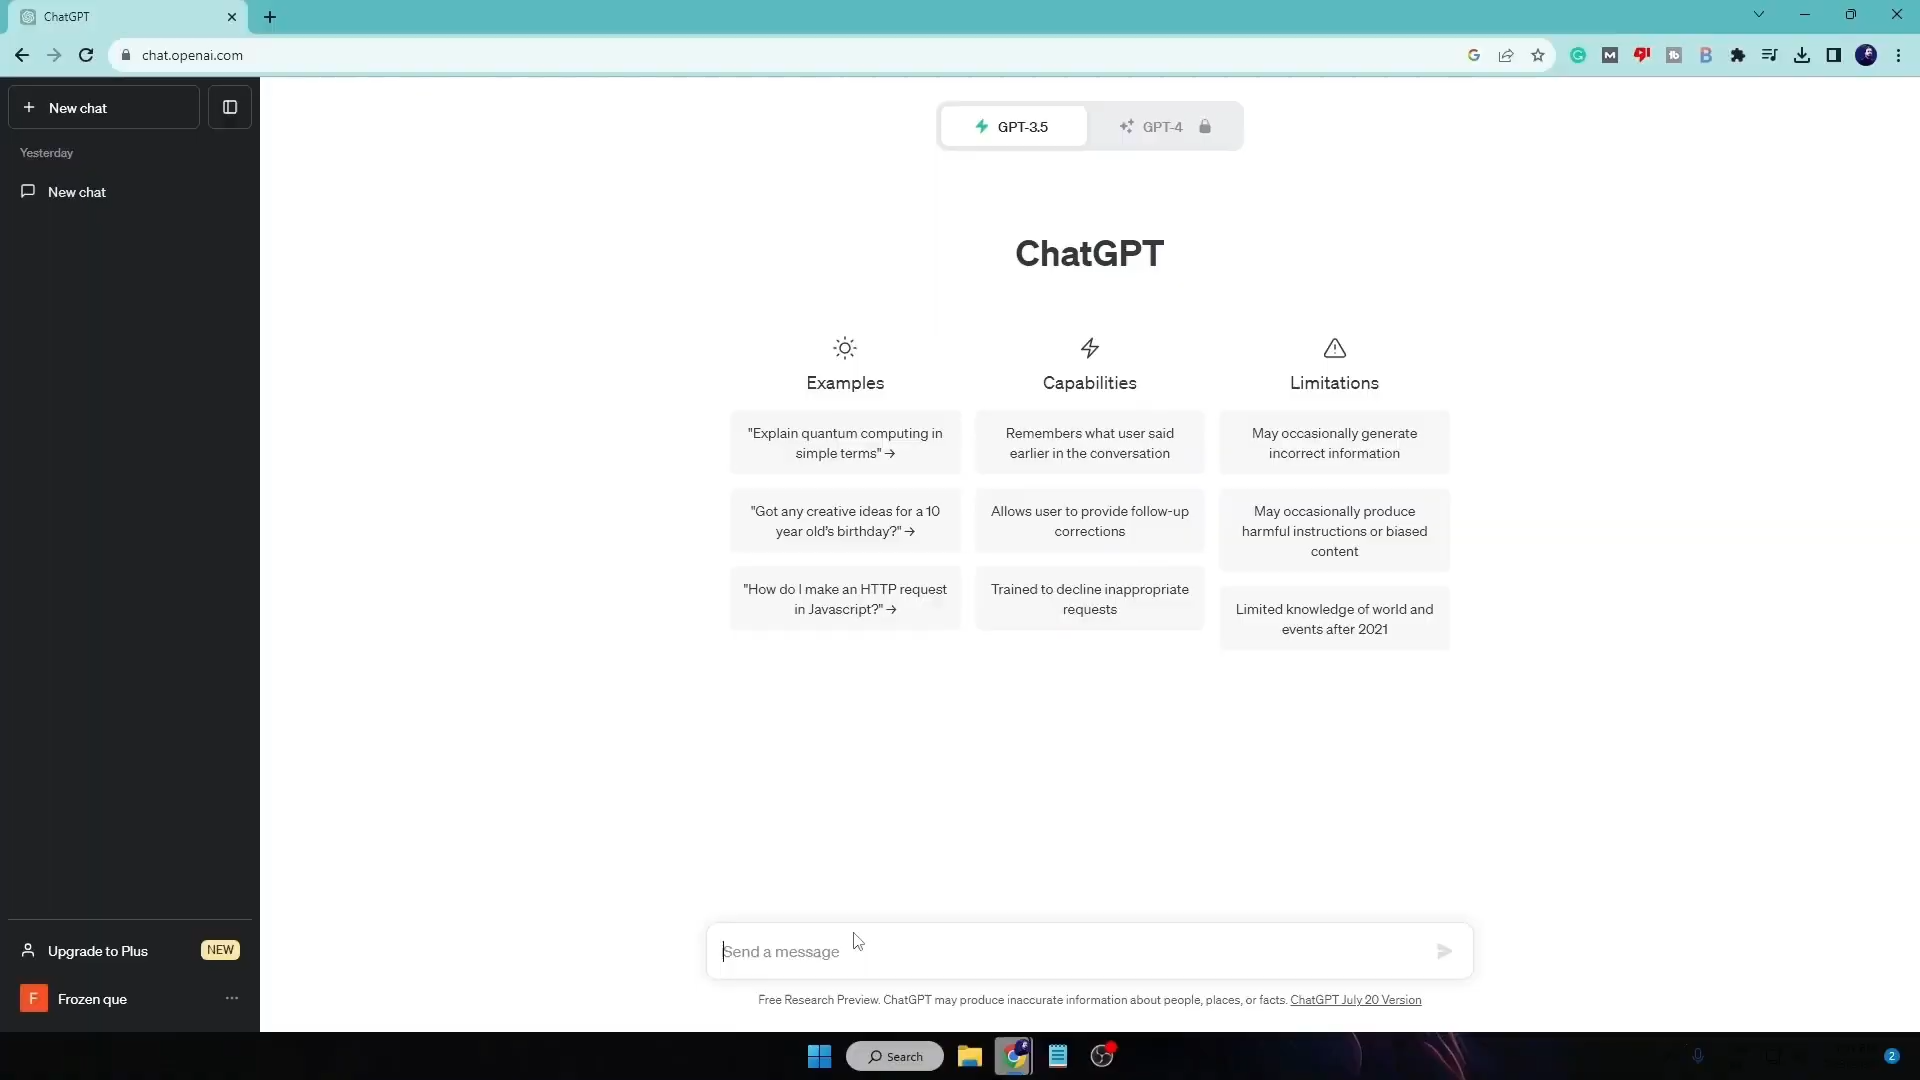 ChatGPT
chat.openai.com
New chat
Yesterday
New chat
GPT-3.5
GPT-4
ChatGPT
Examples
"Explain quantum computing in
simple terms" →
"Got any creative ideas for a 10
year old's birthday?" →
"How do I make an HTTP request
in Javascript?" →
Capabilities
Remembers what user said
earlier in the conversation
Allows user to provide follow-up
corrections
Trained to decline inappropriate
requests
Limitations
May occasionally generate
incorrect information
May occasionally produce
harmful instructions or biased
content
Limited knowledge of world and
events after 2021
Upgrade to Plus NEW
F Frozen que
Send a message
Free Research Preview. ChatGPT may produce inaccurate information about people, places, or facts. ChatGPT July 20 Version
Search
2